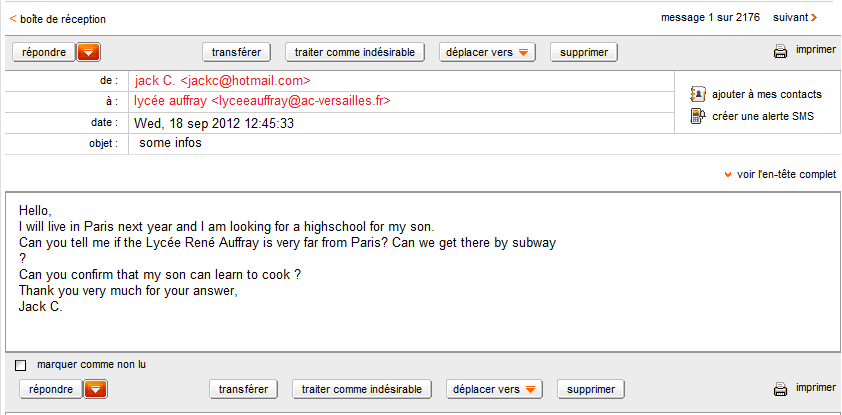 < boîte de réception
message 1 sur 2176 suivant >
répondre transférer traiter comme indésirable déplacer vers supprimer imprimer
de : jack C. <jackc@hotmail.com>
à : lycée auffray <lyceeauffray@ac-versailles.fr>
date : Wed, 18 sep 2012 12:45:33
objet : some infos
ajouter à mes contacts
créer une alerte SMS
voir l'en-tête complet
Hello,
I will live in Paris next year and I am looking for a highschool for my son.
Can you tell me if the Lycée René Auffray is very far from Paris? Can we get there by subway
?
Can you confirm that my son can learn to cook ?
Thank you very much for your answer,
Jack C.
marquer comme non lu
répondre transférer traiter comme indésirable déplacer vers supprimer imprimer